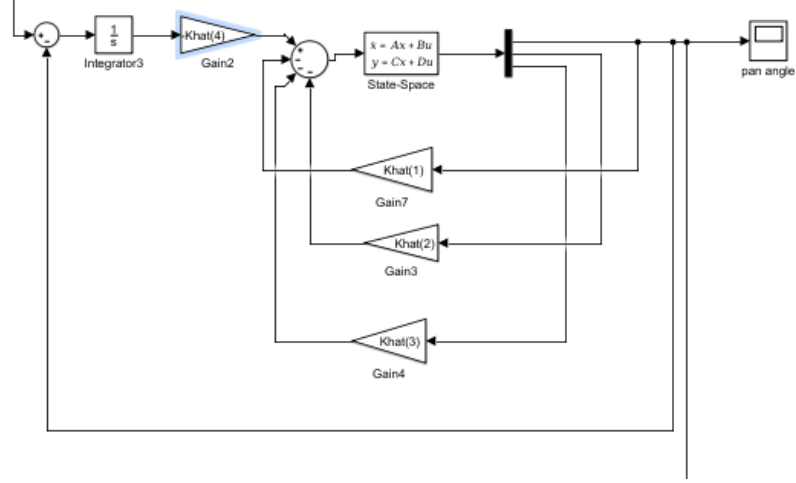 +
-
1
s
Integrator3
-Khat(4)
Gain2
+
-
-
-
ẋ = Ax + Bu
y = Cx + Du
State-Space
pan angle
Khat(1)
Gain7
Khat(2)
Gain3
Khat(3)
Gain4